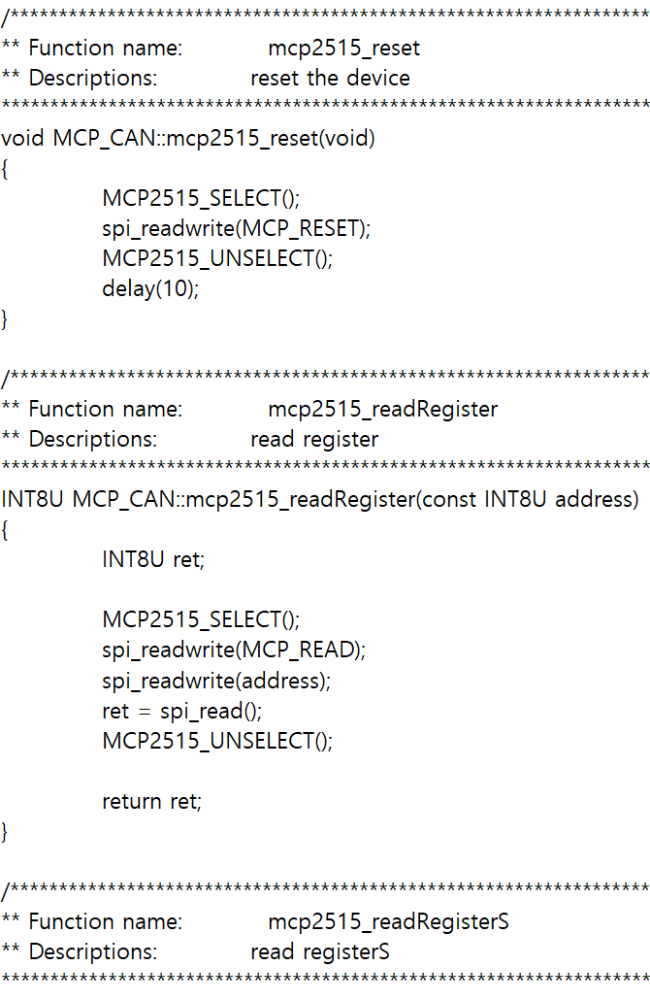 /******************************************************************
** Function name:            mcp2515_reset
** Descriptions:             reset the device
*******************************************************************
void MCP_CAN::mcp2515_reset(void)
{
        MCP2515_SELECT();
        spi_readwrite(MCP_RESET);
        MCP2515_UNSELECT();
        delay(10);
}
/******************************************************************
** Function name:            mcp2515_readRegister
** Descriptions:             read register
*******************************************************************
INT8U MCP_CAN::mcp2515_readRegister(const INT8U address)
{
        INT8U ret;
        MCP2515_SELECT();
        spi_readwrite(MCP_READ);
        spi_readwrite(address);
        ret = spi_read();
        MCP2515_UNSELECT();
        return ret;
}
/******************************************************************
** Function name:            mcp2515_readRegisterS
** Descriptions:             read registerS
*******************************************************************